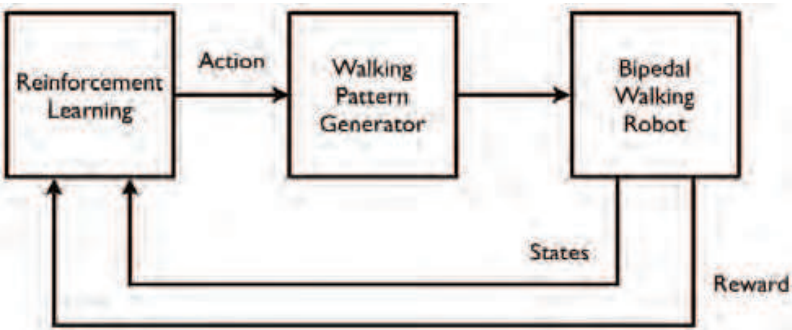 Reinforcement
Learning
Action
Walking
Pattern
Generator
Bipedal
Walking
Robot
States
Reward